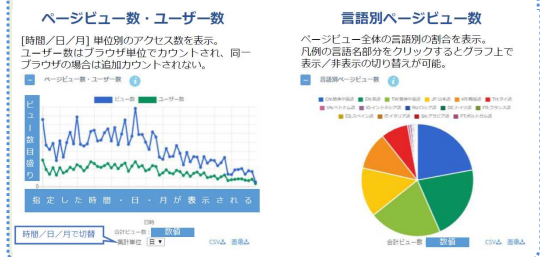 ページビュー数・ユーザー数
[時間／日／月] 単位別のアクセス数を表示。
ユーザー数はブラウザ単位でカウントされ、同一
ブラウザの場合は追加カウントされない。
ページビュー数・ユーザー数
ビュー数 ユーザー数
ビュー数目盛り
0
指定した時間・日・月が表示される
日時
合計ビュー数: 数値
時間／日／月で切替
集計単位 日
CSV 画像
言語別ページビュー数
ページビュー全体の言語別の割合を表示。
凡例の言語名部分をクリックするとグラフ上で
表示／非表示の切り替えが可能。
言語別ページビュー数
合計ビュー数 数値
CSV 画像